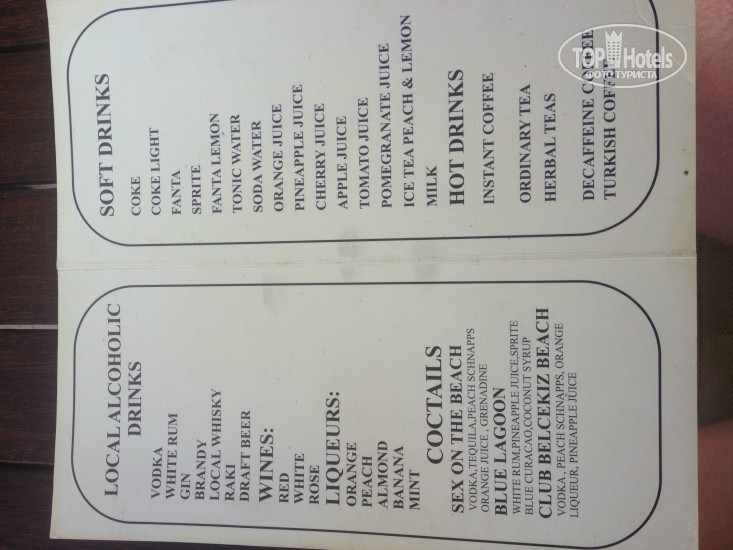 LOCAL ALCOHOLIC
DRINKS
VODKA
WHITE RUM
GIN
BRANDY
LOCAL WHISKY
RAKI
DRAFT BEER
WINES:
RED
WHITE
ROSE
LIQUEURS:
ORANGE
PEACH
ALMOND
BANANA
MINT
COCTAILS
SEX ON THE BEACH
VODKA,TEQUILA,PEACH SCHNAPPS
ORANGE JUICE , GRENADINE
BLUE LAGOON
WHITE RUM,PINEAPPLE JUICE,SPRITE
BLUE CURACAO,COCONUT SYRUP
CLUB BELCEKIZ BEACH
VODKA , PEACH SCHNAPPS, ORANGE
LIQUEUR, PINEAPPLE JUICE
SOFT DRINKS
COKE
COKE LIGHT
FANTA
SPRITE
FANTA LEMON
TONIC WATER
SODA WATER
ORANGE JUICE
PINEAPPLE JUICE
CHERRY JUICE
APPLE JUICE
TOMATO JUICE
POMEGRANATE JUICE
ICE TEA PEACH & LEMON
MILK
HOT DRINKS
INSTANT COFFEE
ORDINARY TEA
HERBAL TEAS
DECAFFEINE COFFEE
TURKISH COFFEE
TOP Hotels
ФОТО ТУРИСТА